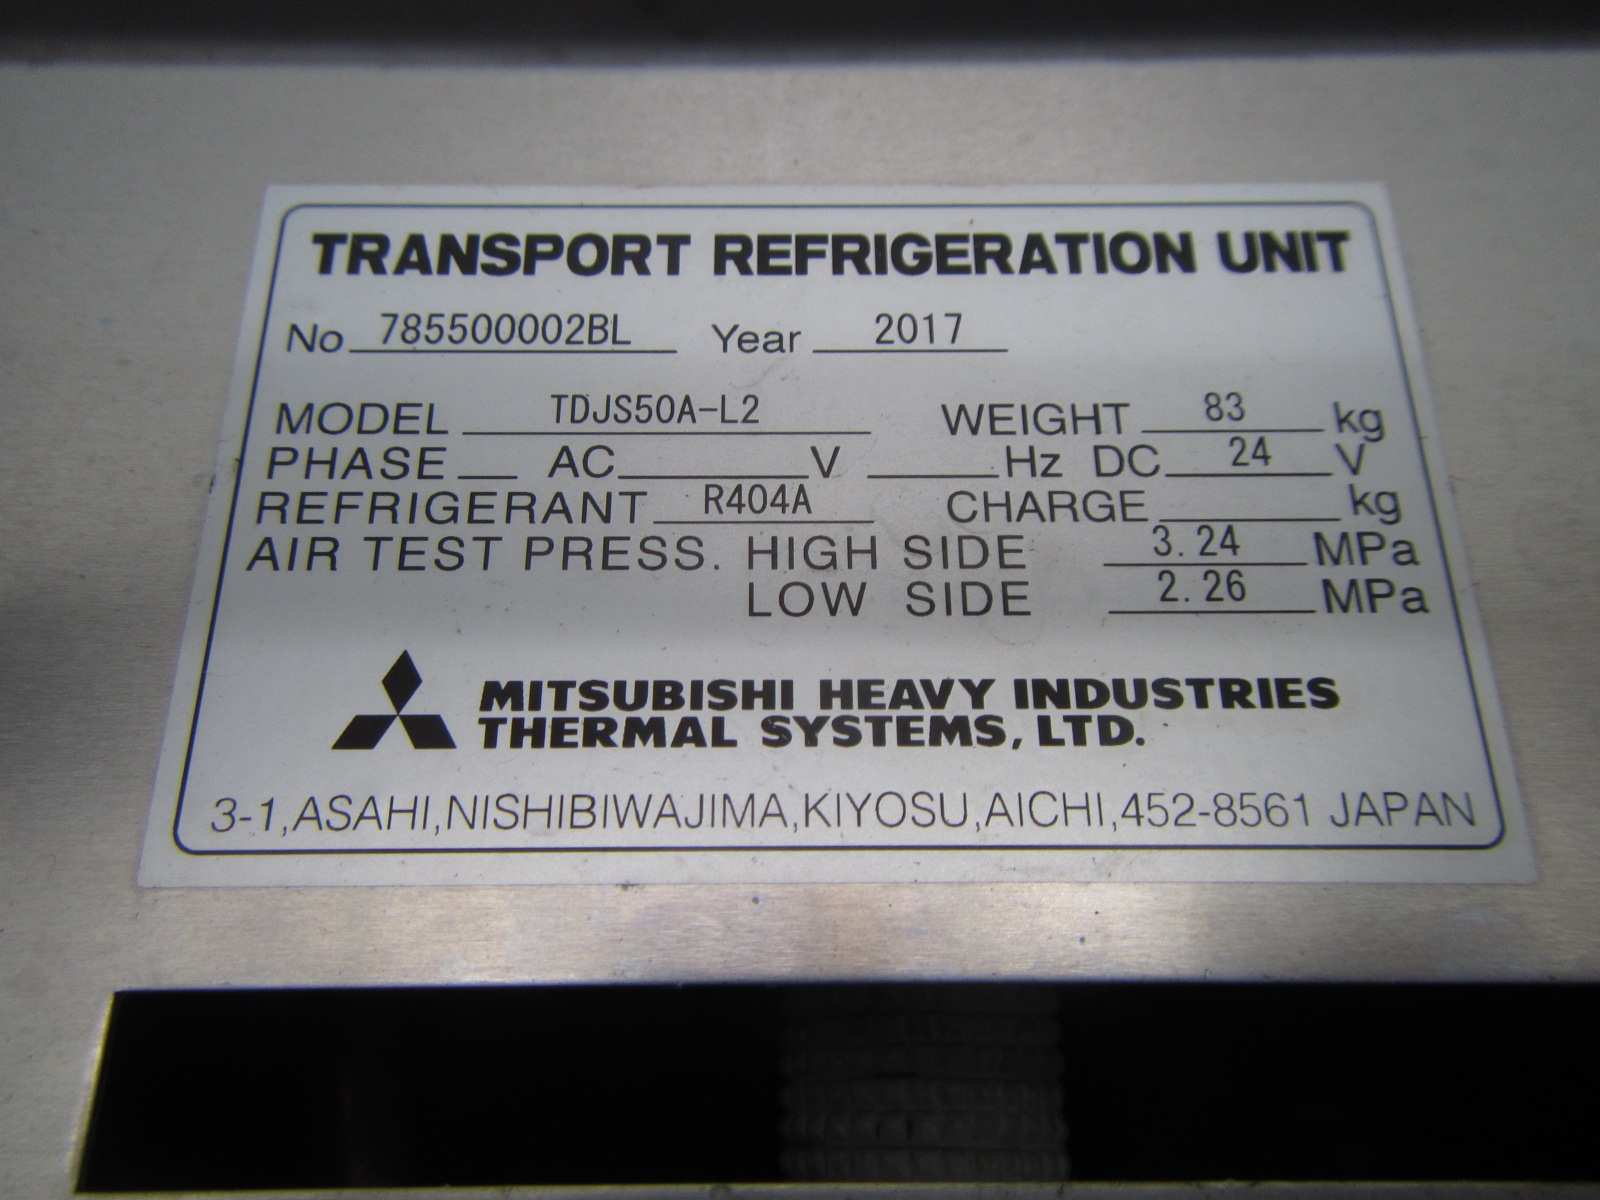 TRANSPORT REFRIGERATION UNIT
No 785500002BL Year 2017
MODEL TDJS50A-L2 WEIGHT 83 kg
PHASE AC V Hz DC 24 V
REFRIGERANT R404A CHARGE kg
AIR TEST PRESS. HIGH SIDE 3.24 MPa
LOW SIDE 2.26 MPa
MITSUBISHI HEAVY INDUSTRIES
THERMAL SYSTEMS, LTD.
3-1,ASAHI,NISHIBIWAJIMA,KIYOSU,AICHI,452-8561 JAPAN